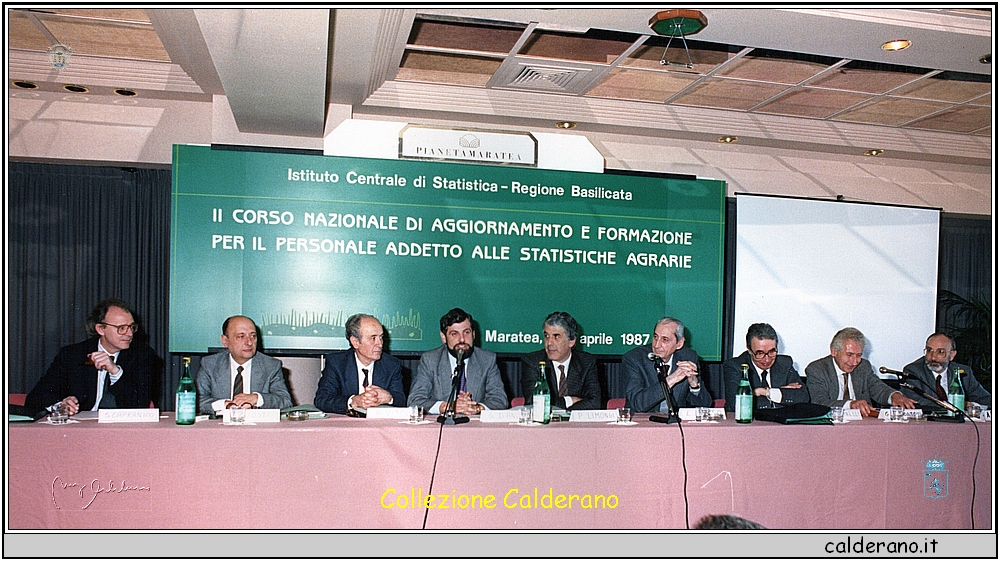 PIANETAMARATEA
Istituto Centrale di Statistica - Regione Basilicata
II CORSO NAZIONALE DI AGGIORNAMENTO E FORMAZIONE
PER IL PERSONALE ADDETTO ALLE STATISTICHE AGRARIE
Maratea, aprile 1987
Collezione Calderano
calderano.it